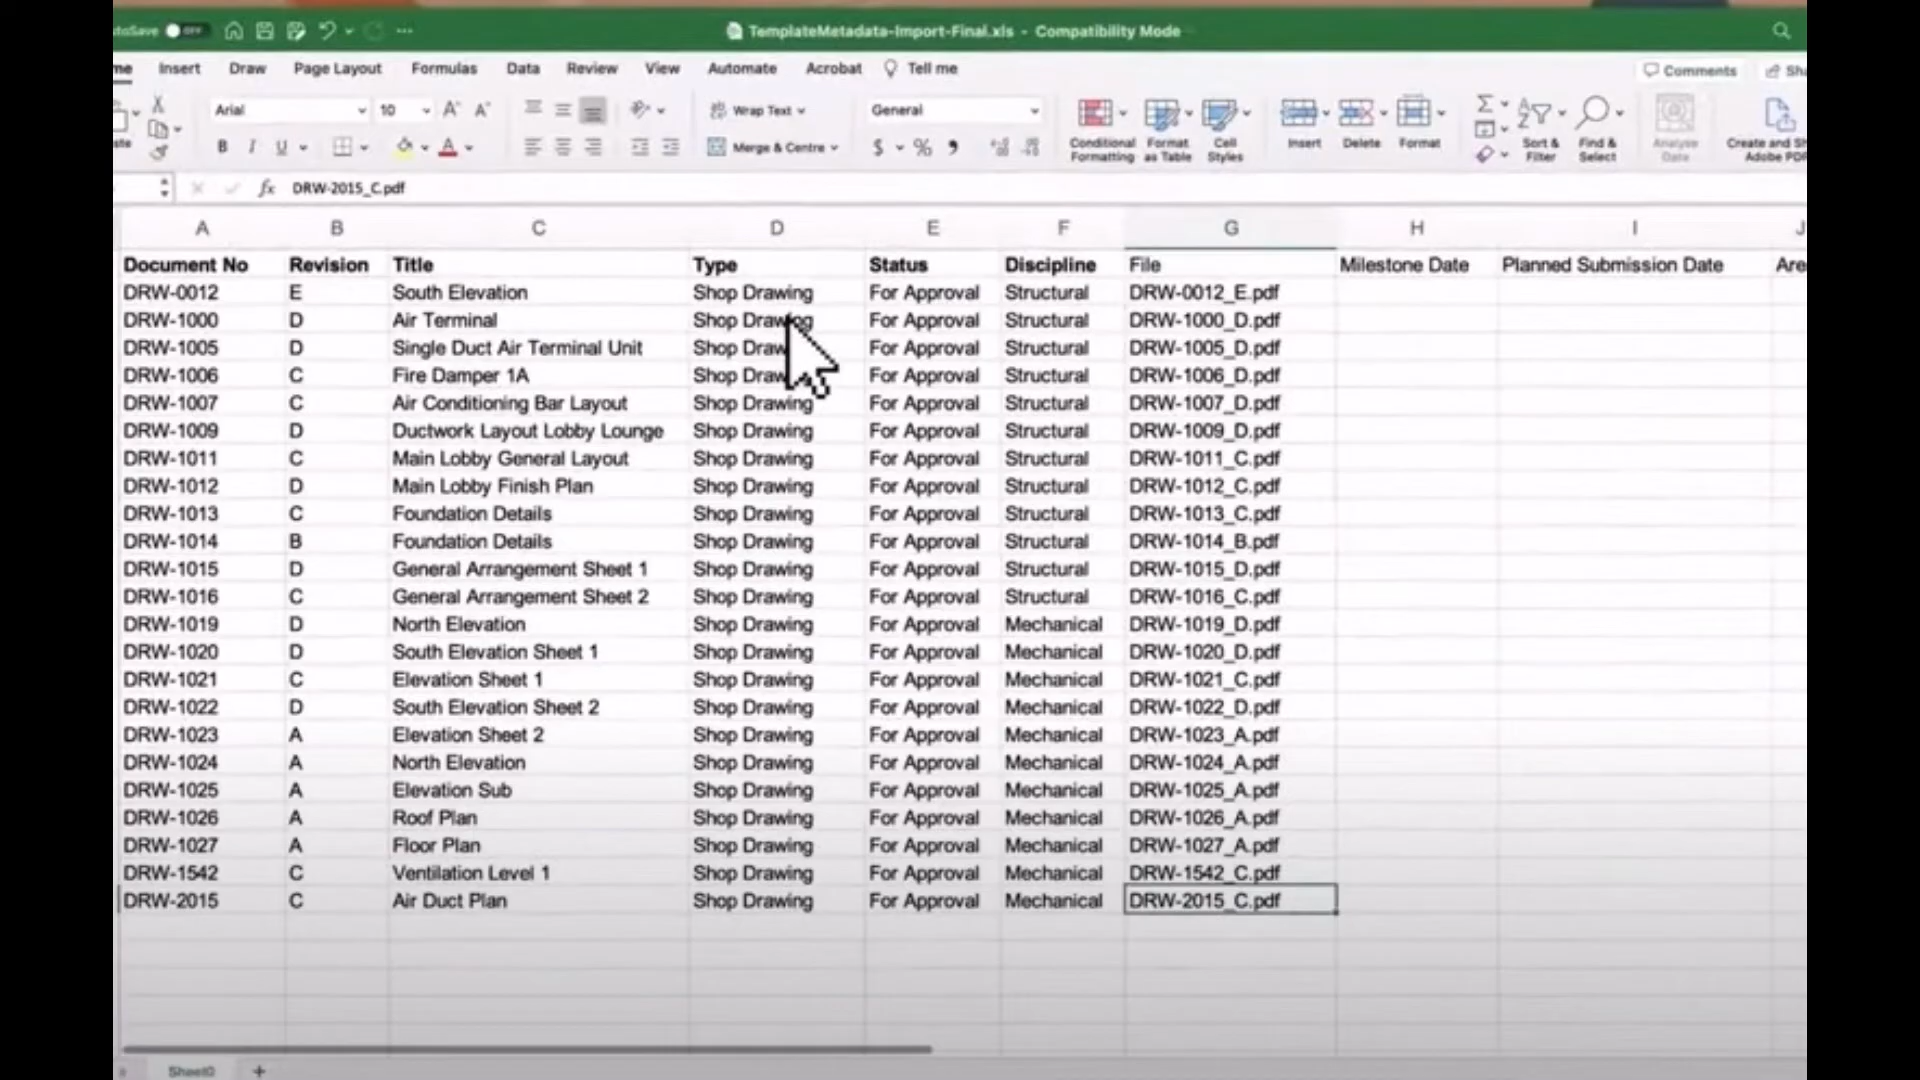 toSave OFF TemplateMetadata-Import-Final.xls - Compatibility Mode
me Insert Draw Page Layout Formulas Data Review View Automate Acrobat Tell me Comments Sha
Arial 10 Wrap Text General
B I U Merge & Centre $ % Conditional Formatting Format as Table Cell Styles Insert Delete Format Sort & Filter Find & Select Analyse Data Create and Sh Adobe PDF
fx DRW-2015_C.pdf
A B C D E F G H I J
Document No Revision Title Type Status Discipline File Milestone Date Planned Submission Date Are
DRW-0012 E South Elevation Shop Drawing For Approval Structural DRW-0012_E.pdf
DRW-1000 D Air Terminal Shop Drawing For Approval Structural DRW-1000_D.pdf
DRW-1005 D Single Duct Air Terminal Unit Shop Draw For Approval Structural DRW-1005_D.pdf
DRW-1006 C Fire Damper 1A Shop Draw For Approval Structural DRW-1006_D.pdf
DRW-1007 C Air Conditioning Bar Layout Shop Drawing For Approval Structural DRW-1007_D.pdf
DRW-1009 D Ductwork Layout Lobby Lounge Shop Drawing For Approval Structural DRW-1009_D.pdf
DRW-1011 C Main Lobby General Layout Shop Drawing For Approval Structural DRW-1011_C.pdf
DRW-1012 D Main Lobby Finish Plan Shop Drawing For Approval Structural DRW-1012_C.pdf
DRW-1013 C Foundation Details Shop Drawing For Approval Structural DRW-1013_C.pdf
DRW-1014 B Foundation Details Shop Drawing For Approval Structural DRW-1014_B.pdf
DRW-1015 D General Arrangement Sheet 1 Shop Drawing For Approval Structural DRW-1015_D.pdf
DRW-1016 C General Arrangement Sheet 2 Shop Drawing For Approval Structural DRW-1016_C.pdf
DRW-1019 D North Elevation Shop Drawing For Approval Mechanical DRW-1019_D.pdf
DRW-1020 D South Elevation Sheet 1 Shop Drawing For Approval Mechanical DRW-1020_D.pdf
DRW-1021 C Elevation Sheet 1 Shop Drawing For Approval Mechanical DRW-1021_C.pdf
DRW-1022 D South Elevation Sheet 2 Shop Drawing For Approval Mechanical DRW-1022_D.pdf
DRW-1023 A Elevation Sheet 2 Shop Drawing For Approval Mechanical DRW-1023_A.pdf
DRW-1024 A North Elevation Shop Drawing For Approval Mechanical DRW-1024_A.pdf
DRW-1025 A Elevation Sub Shop Drawing For Approval Mechanical DRW-1025_A.pdf
DRW-1026 A Roof Plan Shop Drawing For Approval Mechanical DRW-1026_A.pdf
DRW-1027 A Floor Plan Shop Drawing For Approval Mechanical DRW-1027_A.pdf
DRW-1542 C Ventilation Level 1 Shop Drawing For Approval Mechanical DRW-1542_C.pdf
DRW-2015 C Air Duct Plan Shop Drawing For Approval Mechanical DRW-2015_C.pdf
Sheet0 +